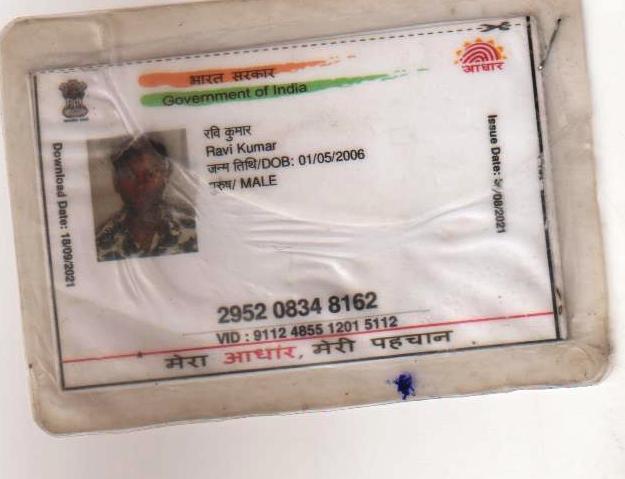 भारत सरकार
Government of India
आधार
रवि कुमार
Ravi Kumar
जन्म तिथि/DOB: 01/05/2006
पुरुष/ MALE
Download Date: 18/09/2021
Issue Date:
2952 0834 8162
VID : 9112 4855 1201 5112
मेरा आधार, मेरी पहचान